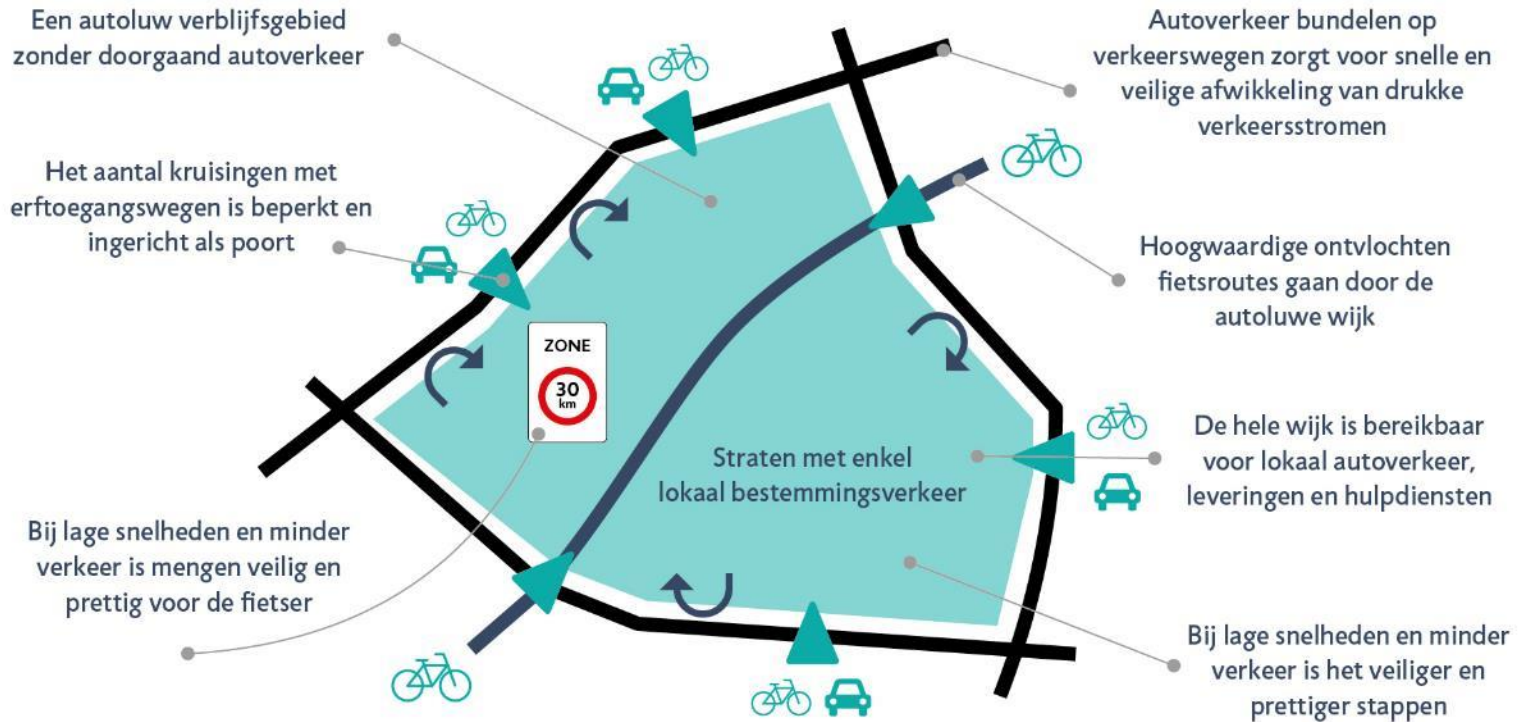 Een autoluw verblijfsgebied
zonder doorgaand autoverkeer
Autoverkeer bundelen op
verkeerswegen zorgt voor snelle en
veilige afwikkeling van drukke
verkeersstromen
Het aantal kruisingen met
erftoegangswegen is beperkt en
ingericht als poort
Hoogwaardige ontvlochten
fietsroutes gaan door de
autoluwe wijk
ZONE
30
km
Straten met enkel
lokaal bestemmingsverkeer
De hele wijk is bereikbaar
voor lokaal autoverkeer,
leveringen en hulpdiensten
Bij lage snelheden en minder
verkeer is mengen veilig en
prettig voor de fietser
Bij lage snelheden en minder
verkeer is het veiliger en
prettiger stappen